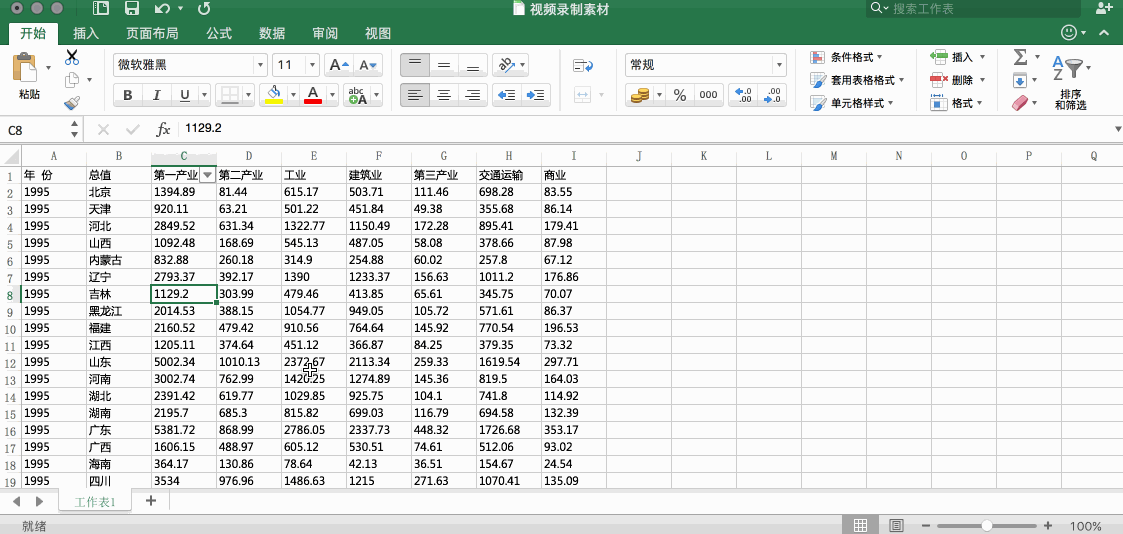 视频录制素材
搜索工作表
开始 插入 页面布局 公式 数据 审阅 视图
粘贴
微软雅黑 11 A A
B I U A abc A
常规
% 000 .0 .00 .00 .0
条件格式
套用表格格式
单元格样式
插入
删除
格式
Σ
A Z
排序
和筛选
C8 fx 1129.2
A B C D E F G H I J K L M N O P Q
1 年 份 总值 第一产业 第二产业 工业 建筑业 第三产业 交通运输 商业
2 1995 北京 1394.89 81.44 615.17 503.71 111.46 698.28 83.55
3 1995 天津 920.11 63.21 501.22 451.84 49.38 355.68 86.14
4 1995 河北 2849.52 631.34 1322.77 1150.49 172.28 895.41 179.41
5 1995 山西 1092.48 168.69 545.13 487.05 58.08 378.66 87.98
6 1995 内蒙古 832.88 260.18 314.9 254.88 60.02 257.8 67.12
7 1995 辽宁 2793.37 392.17 1390 1233.37 156.63 1011.2 176.86
8 1995 吉林 1129.2 303.99 479.46 413.85 65.61 345.75 70.07
9 1995 黑龙江 2014.53 388.15 1054.77 949.05 105.72 571.61 86.37
10 1995 福建 2160.52 479.42 910.56 764.64 145.92 770.54 196.53
11 1995 江西 1205.11 374.64 451.12 366.87 84.25 379.35 73.32
12 1995 山东 5002.34 1010.13 2372.67 2113.34 259.33 1619.54 297.71
13 1995 河南 3002.74 762.99 1420.25 1274.89 145.36 819.5 164.03
14 1995 湖北 2391.42 619.77 1029.85 925.75 104.1 741.8 114.92
15 1995 湖南 2195.7 685.3 815.82 699.03 116.79 694.58 132.39
16 1995 广东 5381.72 868.99 2786.05 2337.73 448.32 1726.68 353.17
17 1995 广西 1606.15 488.97 605.12 530.51 74.61 512.06 93.02
18 1995 海南 364.17 130.86 78.64 42.13 36.51 154.67 24.54
19 1995 四川 3534 976.96 1486.63 1215 271.63 1070.41 135.09
工作表1
就绪 100%